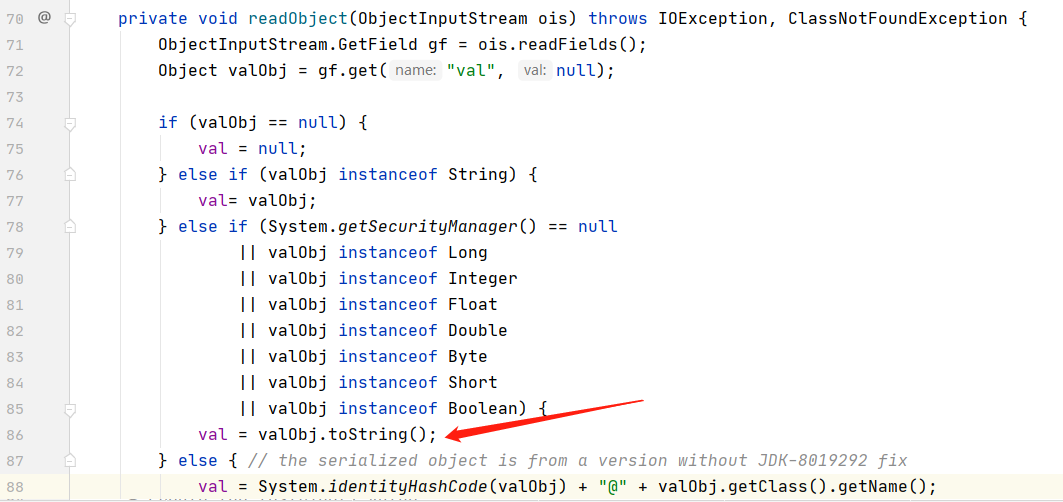 70 @ private void readObject(ObjectInputStream ois) throws IOException, ClassNotFoundException {
71 ObjectInputStream.GetField gf = ois.readFields();
72 Object valObj = gf.get( name: "val", val: null);
73
74 if (valObj == null) {
75 val = null;
76 } else if (valObj instanceof String) {
77 val= valObj;
78 } else if (System.getSecurityManager() == null
79 || valObj instanceof Long
80 || valObj instanceof Integer
81 || valObj instanceof Float
82 || valObj instanceof Double
83 || valObj instanceof Byte
84 || valObj instanceof Short
85 || valObj instanceof Boolean) {
86 val = valObj.toString();
87 } else { // the serialized object is from a version without JDK-8019292 fix
88 val = System.identityHashCode(valObj) + "@" + valObj.getClass().getName();